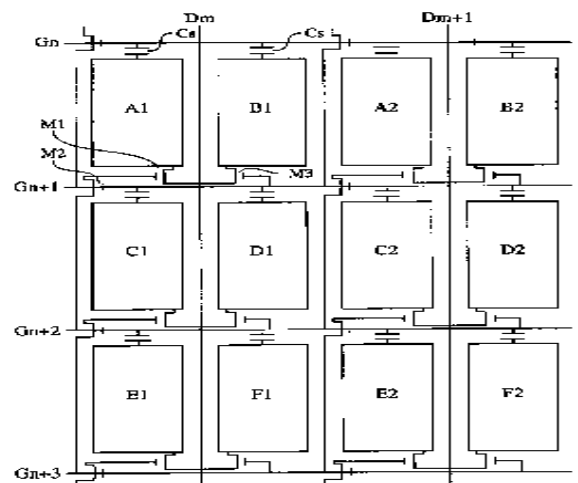 Dm Dm+1
Gn Cs Cs
A1 B1 A2 B2
M1
M2 M3
Gn+1
C1 D1 C2 D2
Gn+2
E1 F1 E2 F2
Gn+3